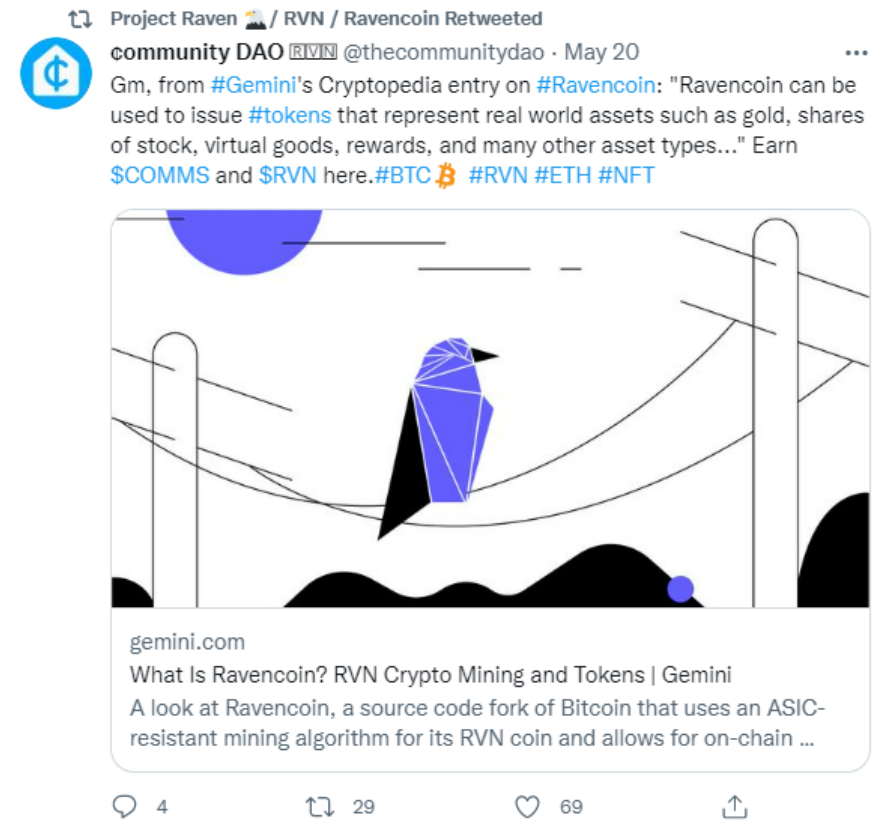 Project Raven 🦅 / RVN / Ravencoin Retweeted
₵ommunity DAO 🅁🅅🄽 @thecommunitydao · May 20
Gm, from #Gemini's Cryptopedia entry on #Ravencoin: "Ravencoin can be
used to issue #tokens that represent real world assets such as gold, shares
of stock, virtual goods, rewards, and many other asset types..." Earn
$COMMS and $RVN here.#BTC #RVN #ETH #NFT
gemini.com
What Is Ravencoin? RVN Crypto Mining and Tokens | Gemini
A look at Ravencoin, a source code fork of Bitcoin that uses an ASIC-
resistant mining algorithm for its RVN coin and allows for on-chain ...
4 29 69